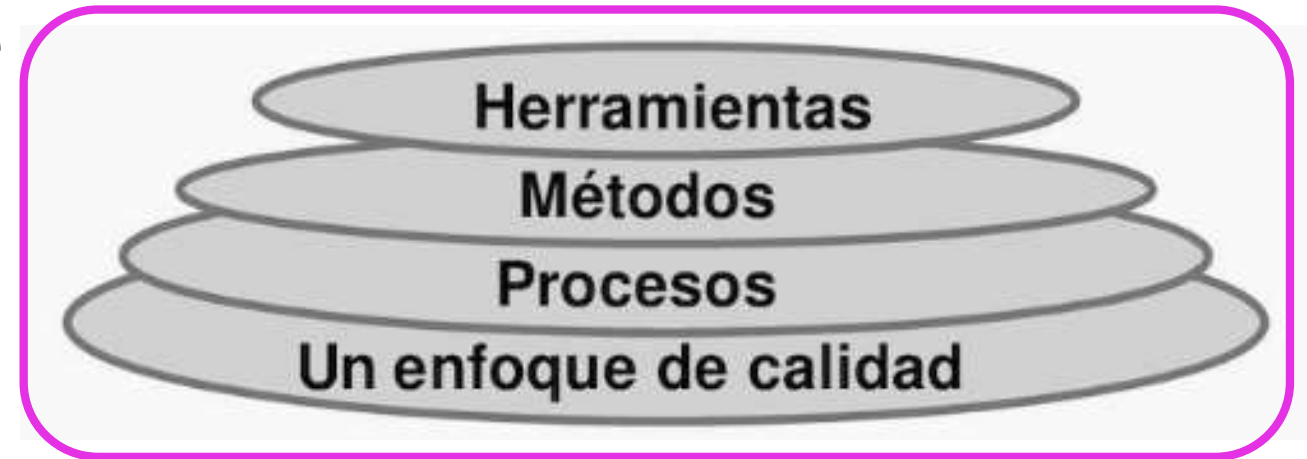 Herramientas
Métodos
Procesos
Un enfoque de calidad